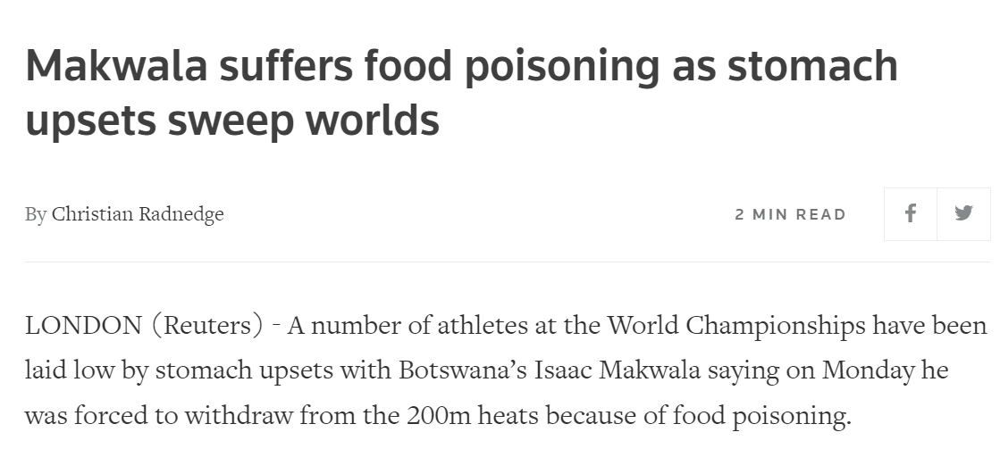 Makwala suffers food poisoning as stomach
upsets sweep worlds
By Christian Radnedge
2 MIN READ
LONDON (Reuters) - A number of athletes at the World Championships have been
laid low by stomach upsets with Botswana’s Isaac Makwala saying on Monday he
was forced to withdraw from the 200m heats because of food poisoning.